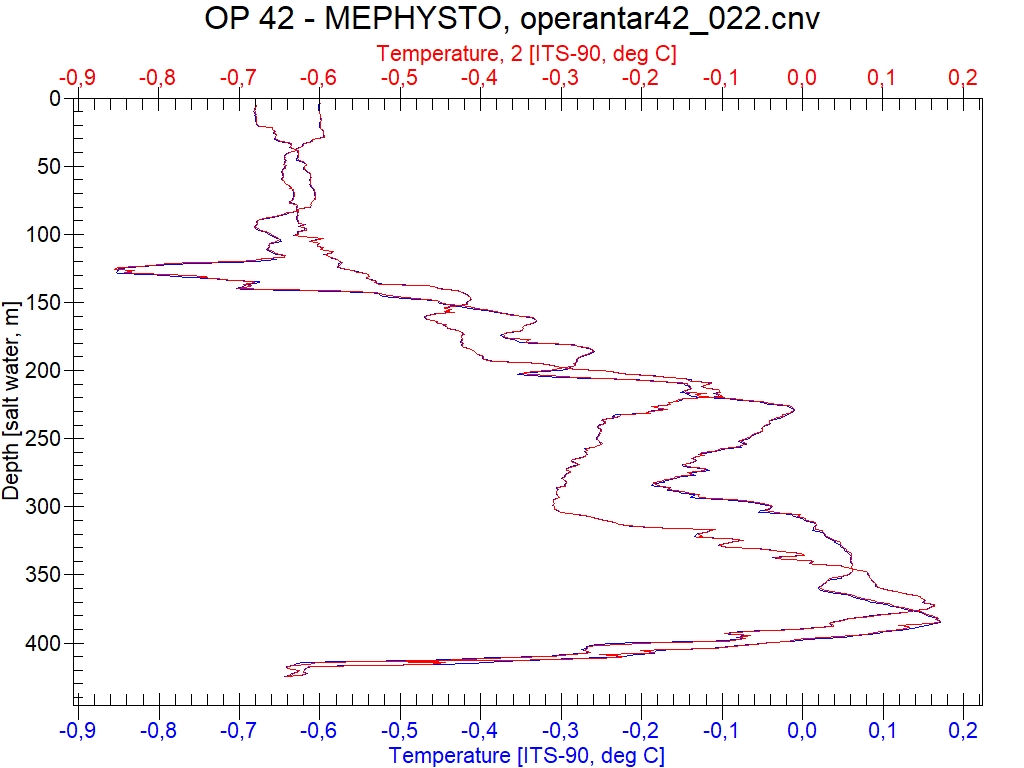 OP 42 - MEPHYSTO, operantar42_022.cnv
Temperature, 2 [ITS-90, deg C]
-0,9 -0,8 -0,7 -0,6 -0,5 -0,4 -0,3 -0,2 -0,1 0,0 0,1 0,2
0
50
100
150
200
250
300
350
400
Depth [salt water, m]
-0,9 -0,8 -0,7 -0,6 -0,5 -0,4 -0,3 -0,2 -0,1 0,0 0,1 0,2
Temperature [ITS-90, deg C]